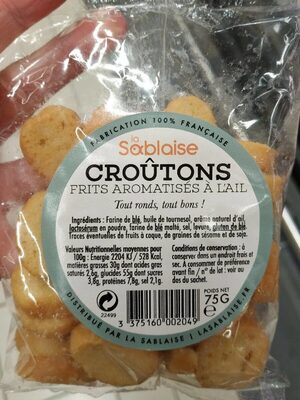 FABRICATION 100% FRANÇAISE
la
Sablaise
CROÛTONS
FRITS AROMATISÉS À L'AIL
Tout ronds, tout bons !
Ingrédients : Farine de blé, huile de tournesol, arôme naturel d'ail,
lactosérum en poudre, farine de blé malté, sel, levure, gluten de blé.
Traces éventuelles de fruits à coque, de graines de sésame et de soja.
Valeurs Nutritionnelles moyennes pour
100g : Energie 2204 KJ / 528 Kcal,
matières grasses 30g dont acides gras
saturés 2,6g, glucides 55g dont sucres
3,8g, protéines 7,8g, sel 2,1g.
Conditions de conservation : à
conserver dans un endroit frais et
sec. A consommer de préférence
avant fin / n° de lot : voir au
dos du sachet.
22499
3 375160 002049
POIDS NET
75G
DISTRIBUÉ PAR LA SABLAISE / LASABLAISE.FR